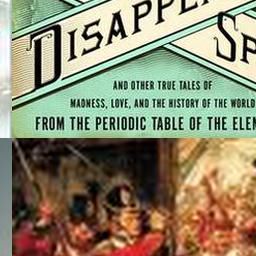 DISAPPE
SP
AND OTHER TRUE TALES OF
MADNESS, LOVE, AND THE HISTORY OF THE WORLD
FROM THE PERIODIC TABLE OF THE ELEM